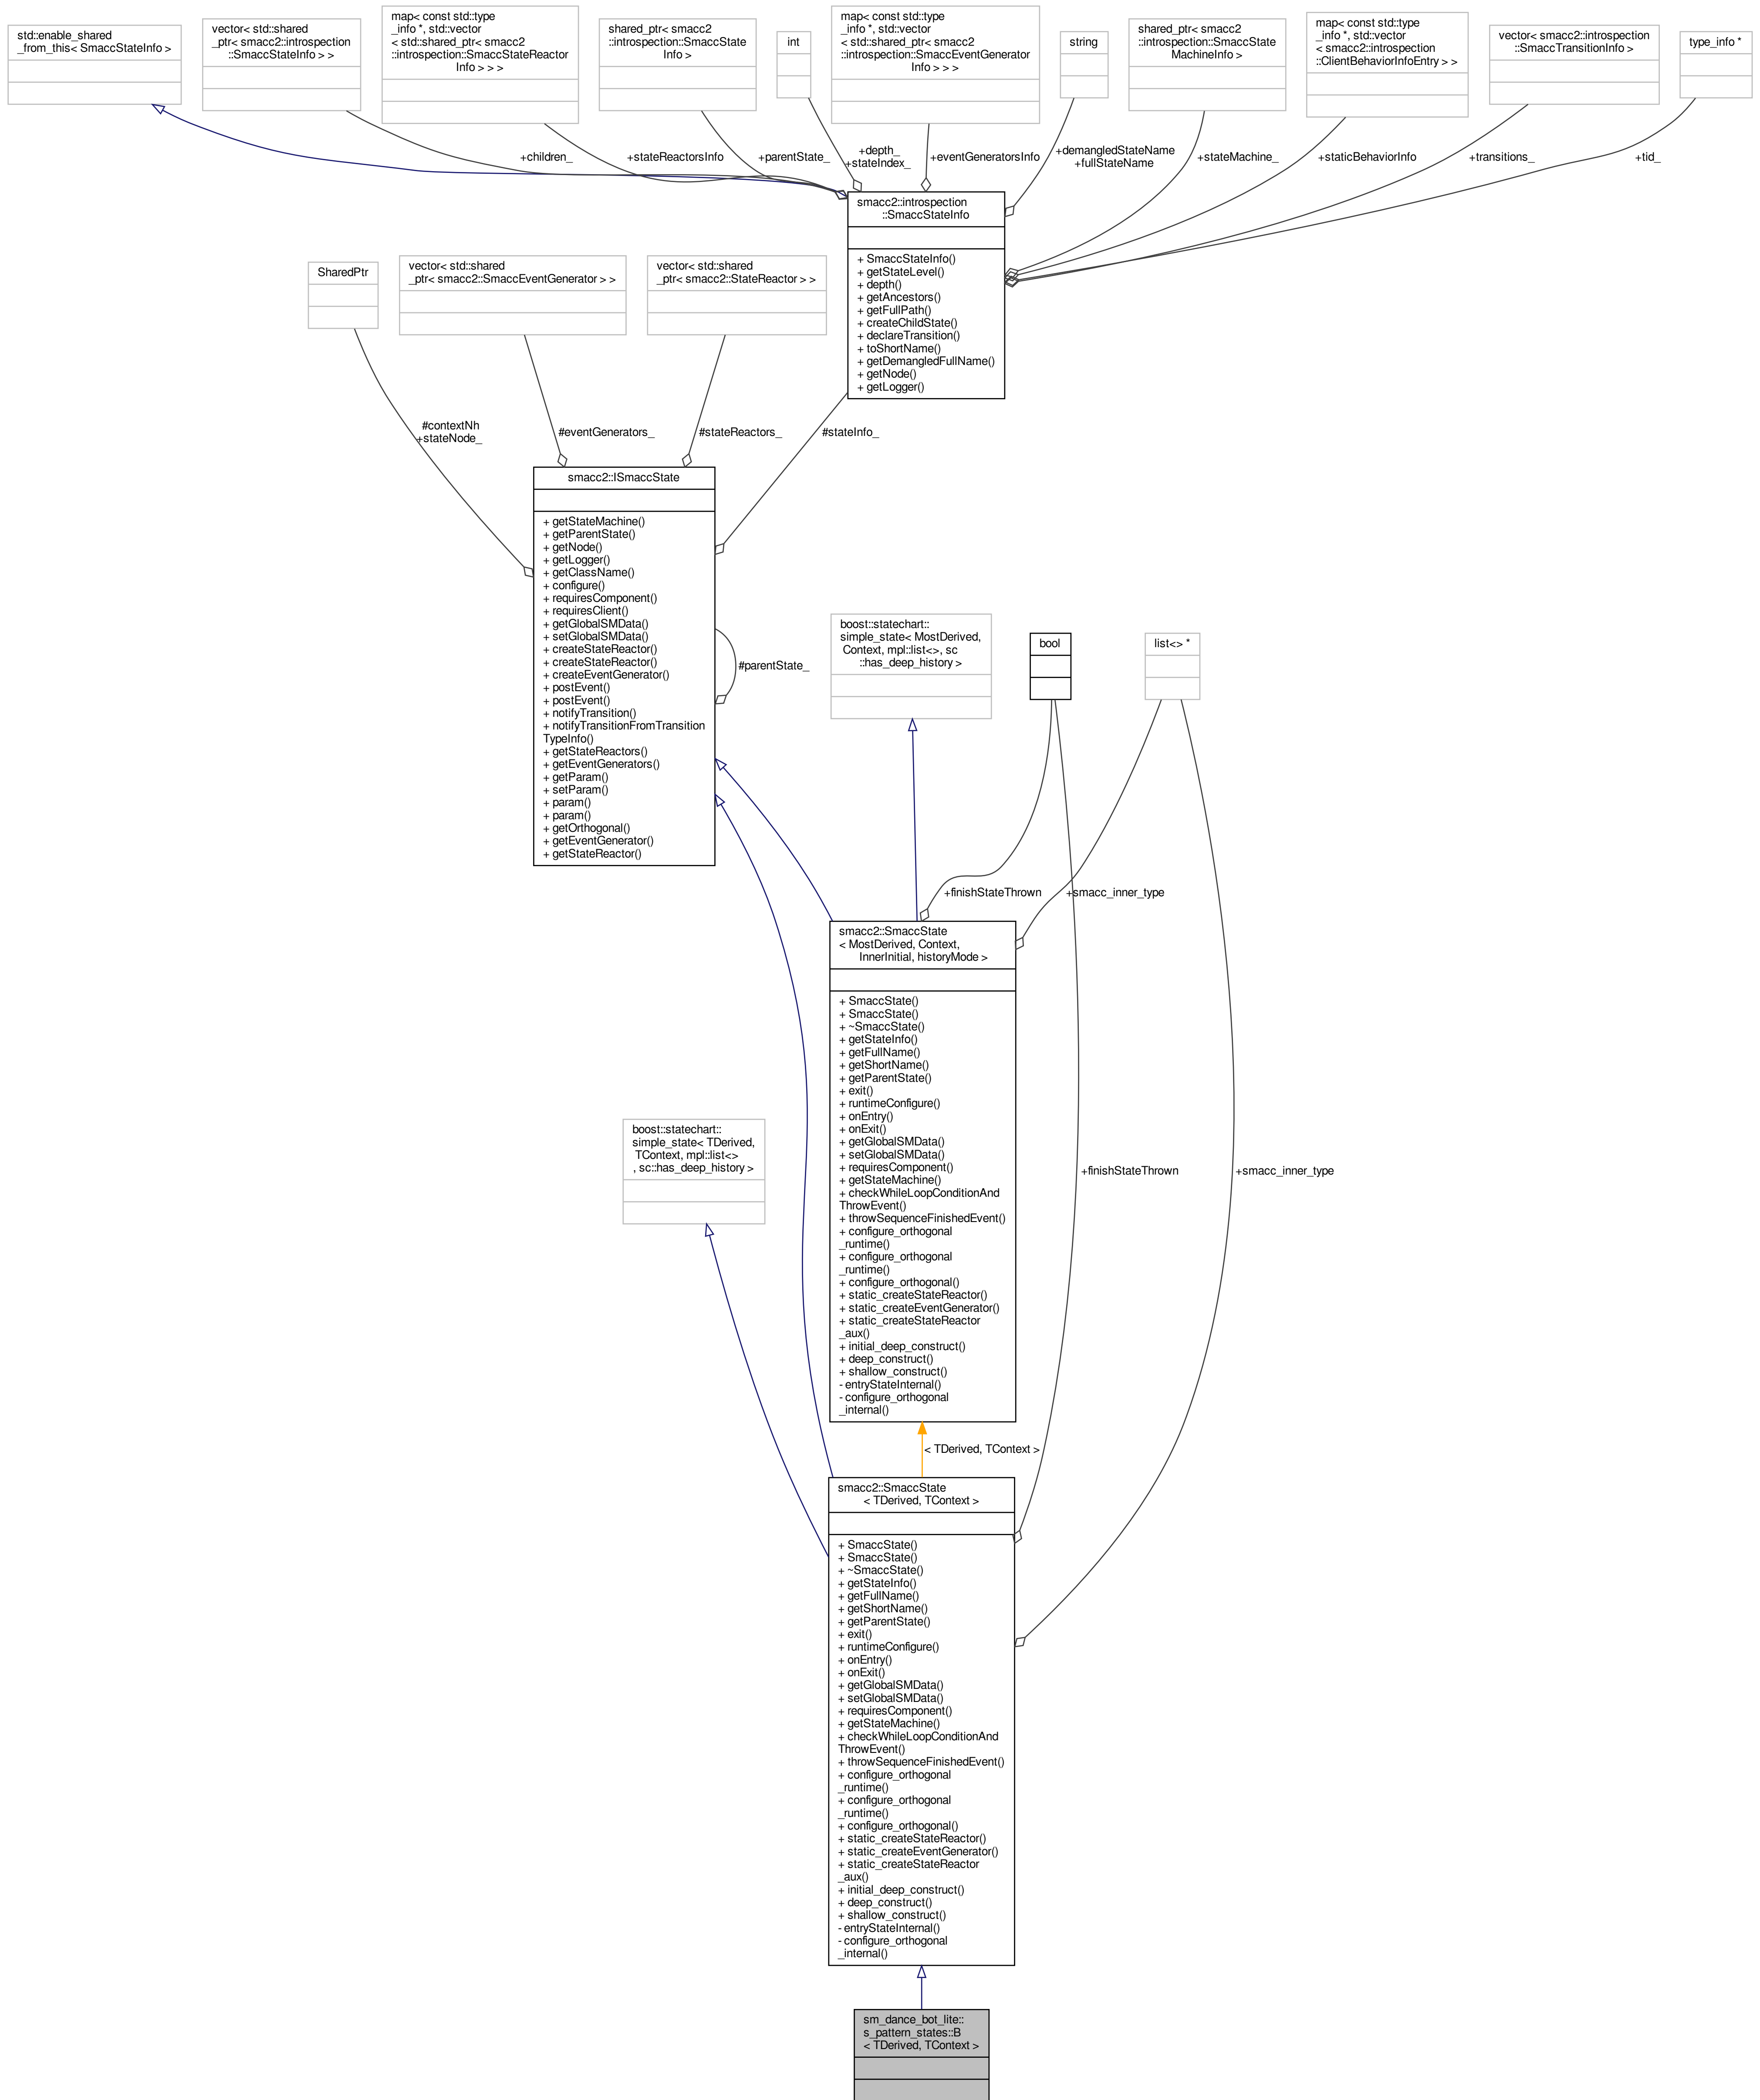 std::enable_shared
_from_this< SmaccStateInfo >
vector< std::shared
_ptr< smacc2::introspection
::SmaccStateInfo > >
map< const std::type
_info *, std::vector
< std::shared_ptr< smacc2
::introspection::SmaccStateReactor
Info > > >
shared_ptr< smacc2
::introspection::SmaccState
Info >
int
map< const std::type
_info *, std::vector
< std::shared_ptr< smacc2
::introspection::SmaccEventGenerator
Info > > >
string
shared_ptr< smacc2
::introspection::SmaccState
MachineInfo >
map< const std::type
_info *, std::vector
< smacc2::introspection
::ClientBehaviorInfoEntry > >
vector< smacc2::introspection
::SmaccTransitionInfo >
type_info *
+children_
+stateReactorsInfo
+parentState_
+depth_
+stateIndex_
+eventGeneratorsInfo
+demangledStateName
+fullStateName
+stateMachine_
+staticBehaviorInfo
+transitions_
+tid_
smacc2::introspection
::SmaccStateInfo
+ SmaccStateInfo()
+ getStateLevel()
+ depth()
+ getAncestors()
+ getFullPath()
+ createChildState()
+ declareTransition()
+ toShortName()
+ getDemangledFullName()
+ getNode()
+ getLogger()
SharedPtr
vector< std::shared
_ptr< smacc2::SmaccEventGenerator > >
vector< std::shared
_ptr< smacc2::StateReactor > >
#contextNh
+stateNode_
#eventGenerators_
#stateReactors_
#stateInfo_
smacc2::ISmaccState
+ getStateMachine()
+ getParentState()
+ getNode()
+ getLogger()
+ getClassName()
+ configure()
+ requiresComponent()
+ requiresClient()
+ getGlobalSMData()
+ setGlobalSMData()
+ createStateReactor()
+ createStateReactor()
+ createEventGenerator()
+ postEvent()
+ postEvent()
+ notifyTransition()
+ notifyTransitionFromTransition
TypeInfo()
+ getStateReactors()
+ getEventGenerators()
+ getParam()
+ setParam()
+ param()
+ param()
+ getOrthogonal()
+ getEventGenerator()
+ getStateReactor()
#parentState_
boost::statechart::
simple_state< MostDerived,
Context, mpl::list<>, sc
::has_deep_history >
bool
list<> *
+finishStateThrown
+smacc_inner_type
smacc2::SmaccState
< MostDerived, Context,
InnerInitial, historyMode >
+ SmaccState()
+ SmaccState()
+ ~SmaccState()
+ getStateInfo()
+ getFullName()
+ getShortName()
+ getParentState()
+ exit()
+ runtimeConfigure()
+ onEntry()
+ onExit()
+ getGlobalSMData()
+ setGlobalSMData()
+ requiresComponent()
+ getStateMachine()
+ checkWhileLoopConditionAnd
ThrowEvent()
+ throwSequenceFinishedEvent()
+ configure_orthogonal
_runtime()
+ configure_orthogonal
_runtime()
+ configure_orthogonal()
+ static_createStateReactor()
+ static_createEventGenerator()
+ static_createStateReactor
_aux()
+ initial_deep_construct()
+ deep_construct()
+ shallow_construct()
- entryStateInternal()
- configure_orthogonal
_internal()
boost::statechart::
simple_state< TDerived,
TContext, mpl::list<>
, sc::has_deep_history >
+finishStateThrown
+smacc_inner_type
< TDerived, TContext >
smacc2::SmaccState
< TDerived, TContext >
+ SmaccState()
+ SmaccState()
+ ~SmaccState()
+ getStateInfo()
+ getFullName()
+ getShortName()
+ getParentState()
+ exit()
+ runtimeConfigure()
+ onEntry()
+ onExit()
+ getGlobalSMData()
+ setGlobalSMData()
+ requiresComponent()
+ getStateMachine()
+ checkWhileLoopConditionAnd
ThrowEvent()
+ throwSequenceFinishedEvent()
+ configure_orthogonal
_runtime()
+ configure_orthogonal
_runtime()
+ configure_orthogonal()
+ static_createStateReactor()
+ static_createEventGenerator()
+ static_createStateReactor
_aux()
+ initial_deep_construct()
+ deep_construct()
+ shallow_construct()
- entryStateInternal()
- configure_orthogonal
_internal()
sm_dance_bot_lite::
s_pattern_states::B
< TDerived, TContext >